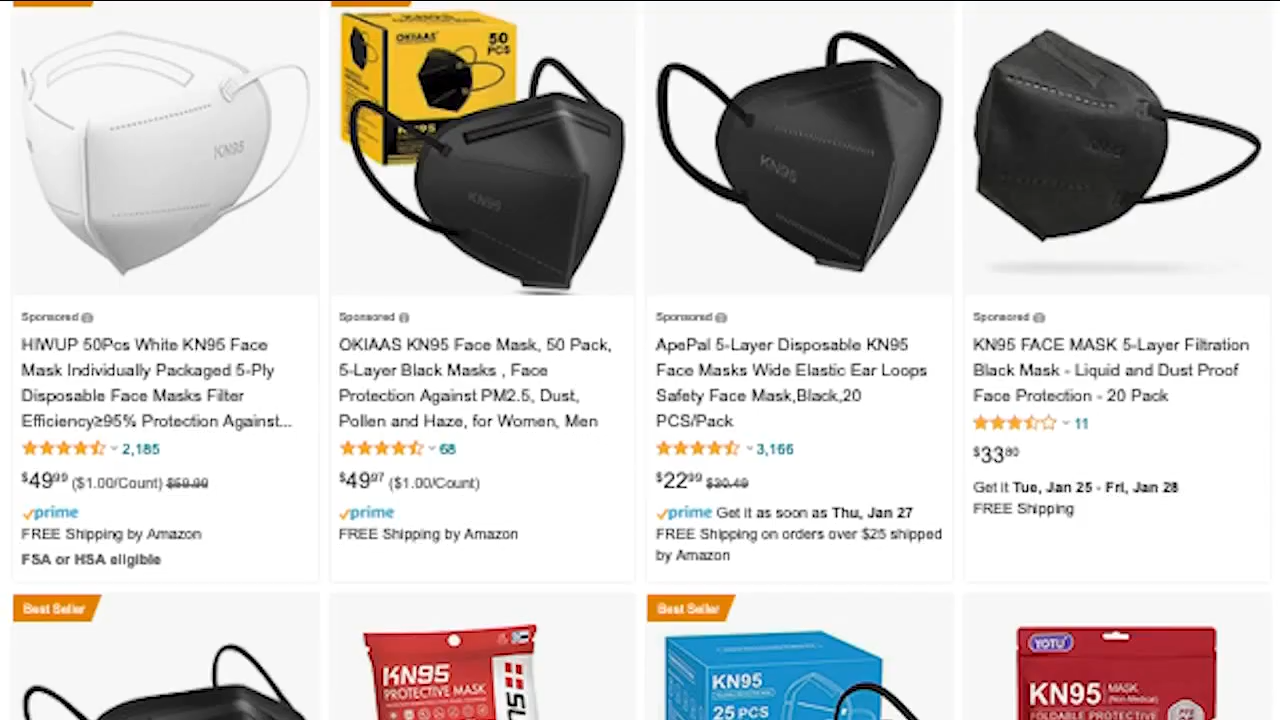 KN95
OKIAAS
50
PCS
KN95
KN95
KN95
Sponsored
HIWUP 50Pcs White KN95 Face
Mask Individually Packaged 5-Ply
Disposable Face Masks Filter
Efficiency≥95% Protection Against...
2,185
$49.99 ($1.00/Count) $59.99
prime
FREE Shipping by Amazon
FSA or HSA eligible
Sponsored
OKIAAS KN95 Face Mask, 50 Pack,
5-Layer Black Masks , Face
Protection Against PM2.5, Dust,
Pollen and Haze, for Women, Men
68
$49.97 ($1.00/Count)
prime
FREE Shipping by Amazon
Sponsored
ApePal 5-Layer Disposable KN95
Face Masks Wide Elastic Ear Loops
Safety Face Mask,Black,20
PCS/Pack
3,166
$22.99 $30.49
prime Get it as soon as Thu, Jan 27
FREE Shipping on orders over $25 shipped
by Amazon
Sponsored
KN95 FACE MASK 5-Layer Filtration
Black Mask - Liquid and Dust Proof
Face Protection - 20 Pack
11
$33.80
Get it Tue, Jan 25 - Fri, Jan 28
FREE Shipping
Best Seller
KN95
PROTECTIVE MASK
Best Seller
KN95
25 PCS
YOTU
KN95 MASK
(Non-Medical)
FOLDABLE PROTECTIVE